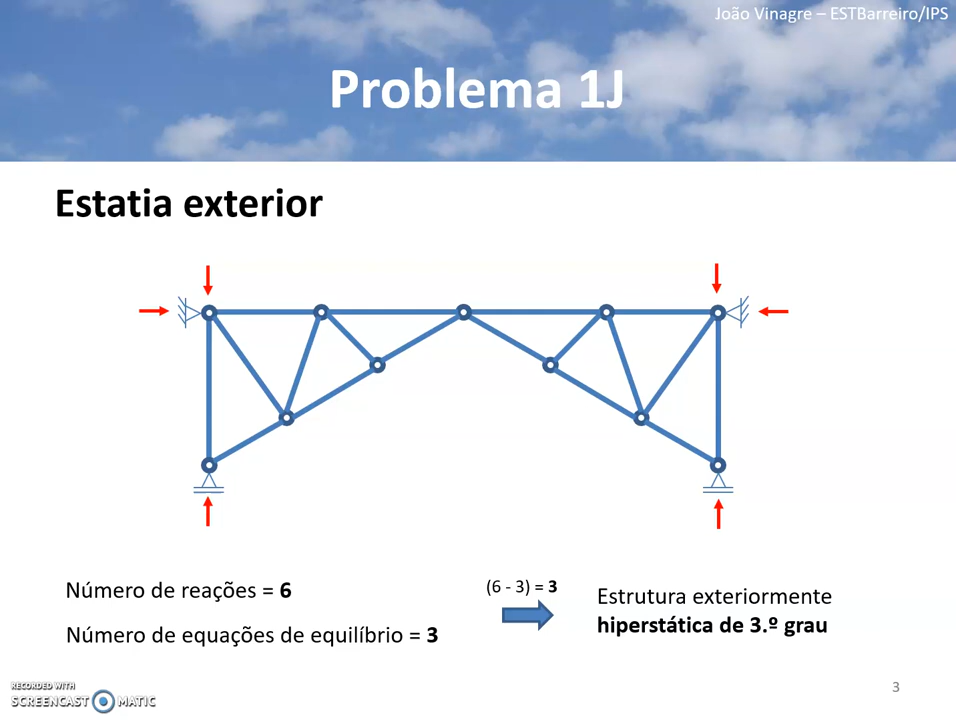 João Vinagre – ESTBarreiro/IPS
Problema 1J
Estatia exterior
Número de reações = 6
(6 - 3) = 3
Estrutura exteriormente
hiperstática de 3.º grau
Número de equações de equilíbrio = 3
3
RECORDED WITH
SCREENCAST MATIC